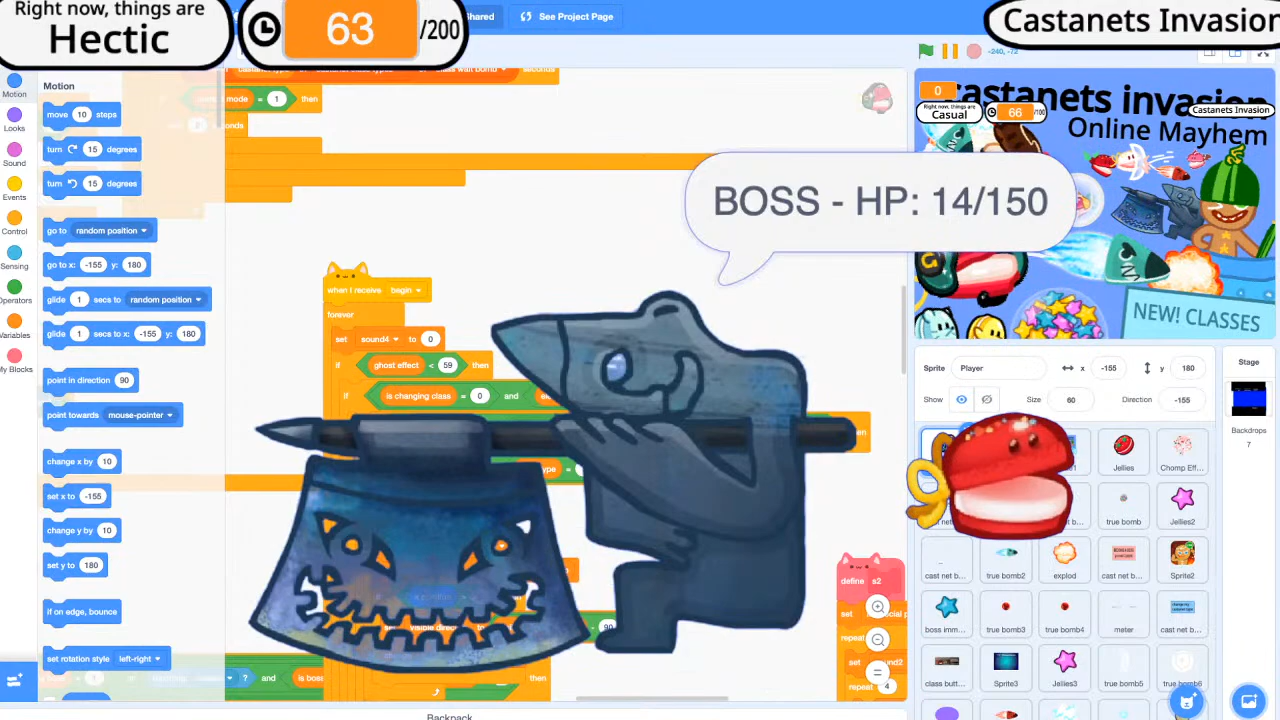 Right now, things are
Hectic
63
/200
Shared
See Project Page
Castanets Invasion
-240, -72
Motion
Looks
Sound
Events
Control
Sensing
Operators
Variables
My Blocks
Motion
move 10 steps
turn 15 degrees
turn 15 degrees
go to random position
go to x: -155 y: 180
glide 1 secs to random position
glide 1 secs to x: -155 y: 180
point in direction 90
point towards mouse-pointer
change x by 10
set x to -155
change y by 10
set y to 180
if on edge, bounce
set rotation style left-right
seconds
mode = 1 then
when I receive begin
forever
set sound4 to 0
if ghost effect < 59 then
if is changing class = 0 and
BOSS - HP: 14/150
define s2
set
repeat
set
repeat 4
? and
then
0
castanets invasion
Online Mayhem
Right now, things are
Casual
66
/100
Castanets Invasion
NEW! CLASSES
Sprite Player x -155 y 180
Show Size 60 Direction -155
Stage
Backdrops
7
Jellies
Chomp Eff...
true bomb
Jellies2
cast net b...
true bomb2
explod
cast net b...
Sprite2
boss imm...
true bomb3
true bomb4
meter
cast net b...
class butt...
Sprite3
Jellies3
true bomb5
true bomb6
Backpack